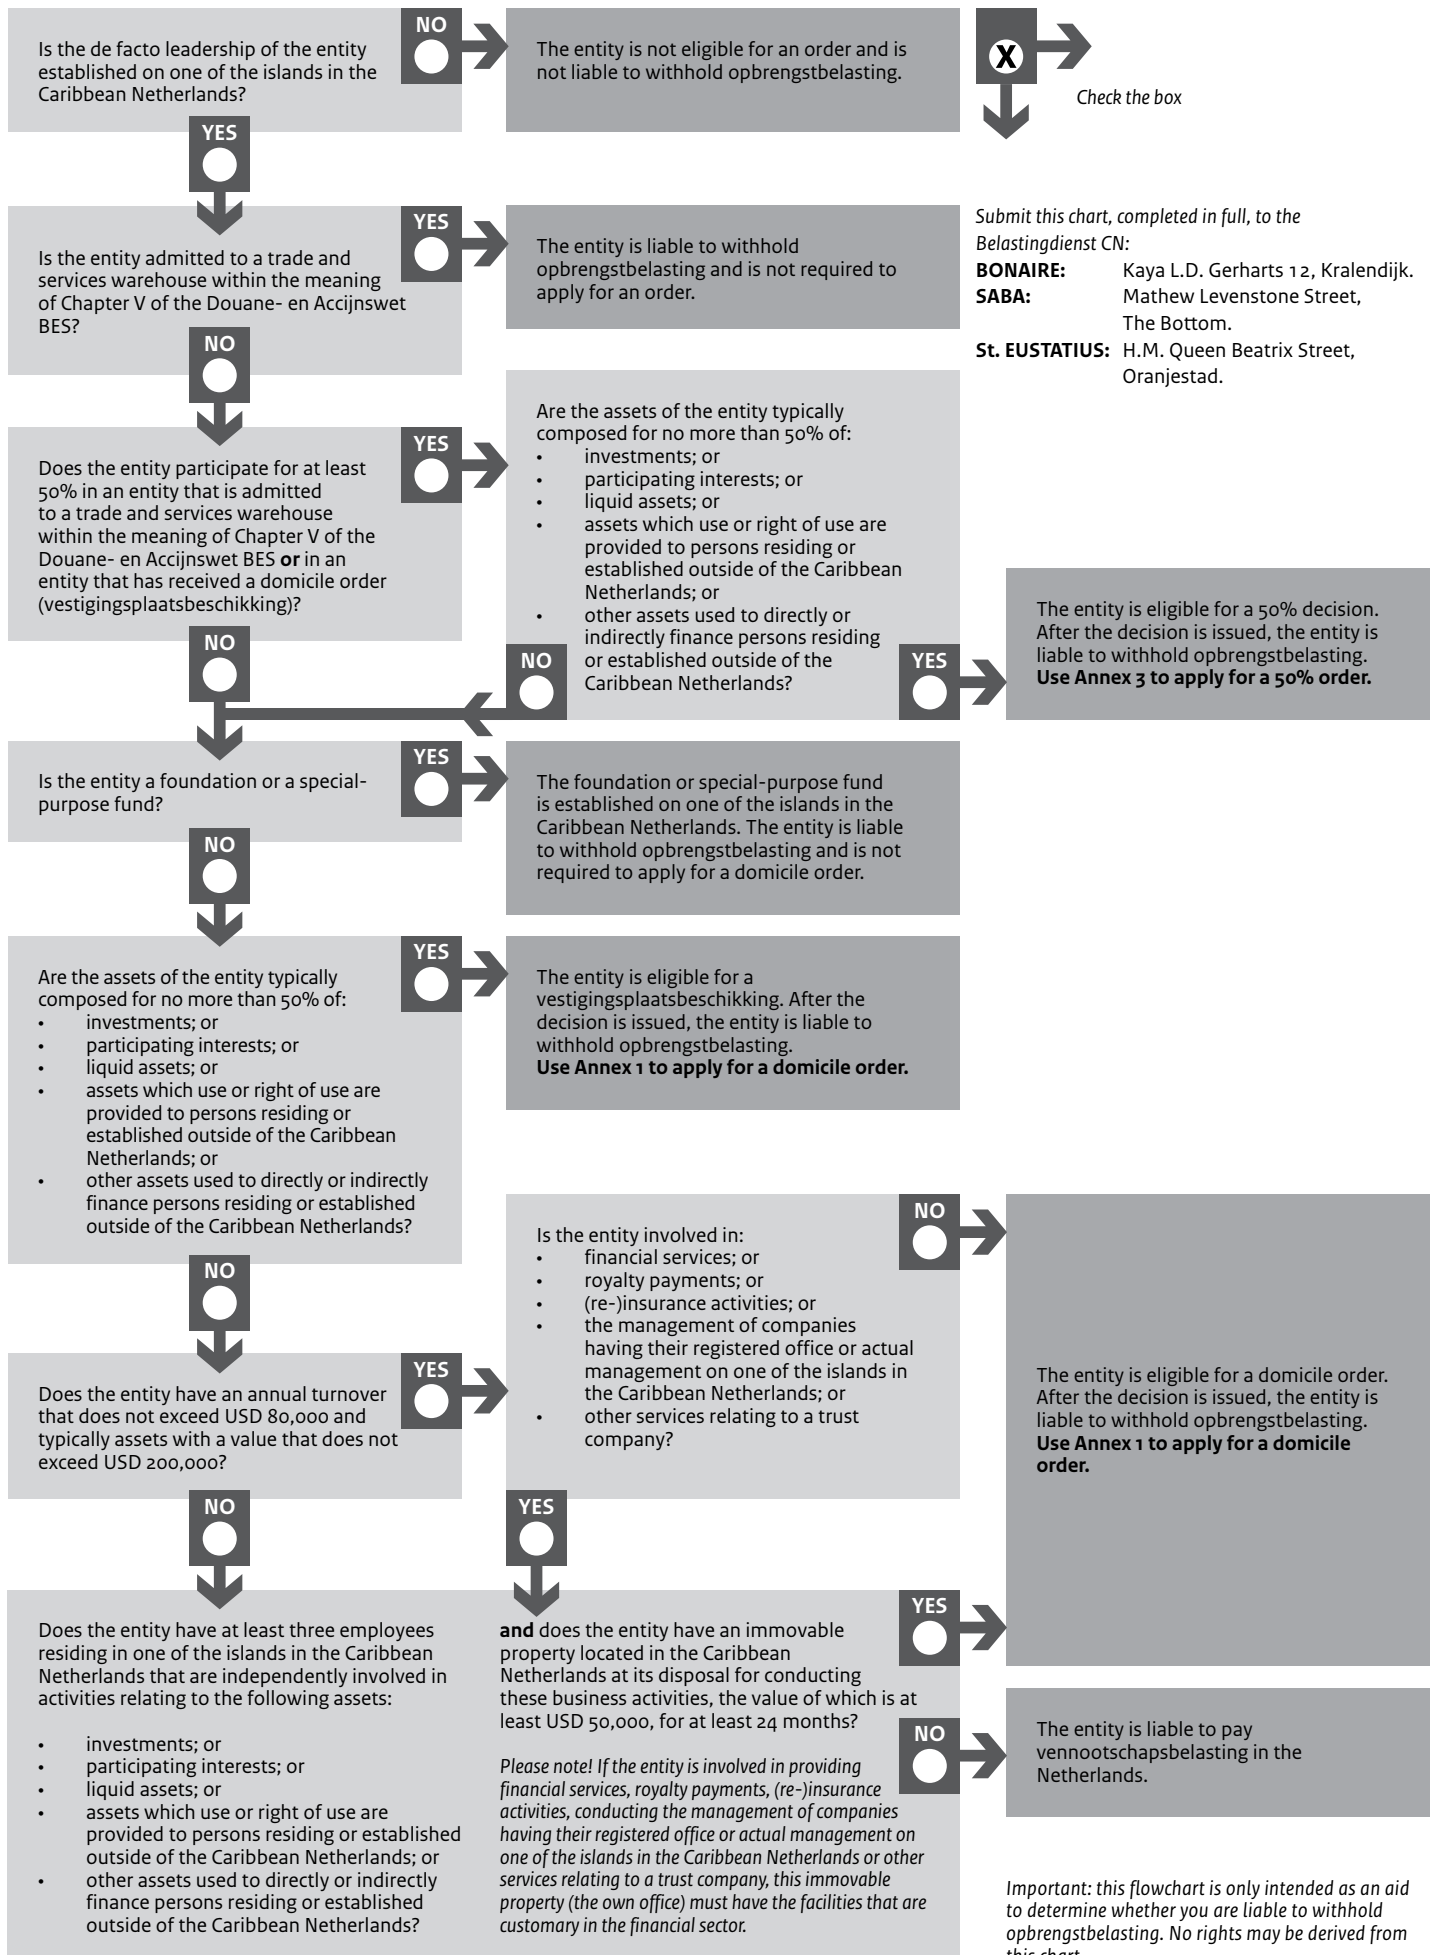 Is the de facto leadership of the entity
established on one of the islands in the
Caribbean Netherlands?
NO
The entity is not eligible for an order and is
not liable to withhold opbrengstbelasting.
X
Check the box
YES
Is the entity admitted to a trade and
services warehouse within the meaning
of Chapter V of the Douane- en Accijnswet
BES?
YES
The entity is liable to withhold
opbrengstbelasting and is not required to
apply for an order.
Submit this chart, completed in full, to the
Belastingdienst CN:
BONAIRE: Kaya L.D. Gerharts 12, Kralendijk.
SABA: Mathew Levenstone Street,
The Bottom.
St. EUSTATIUS: H.M. Queen Beatrix Street,
Oranjestad.
NO
Does the entity participate for at least
50% in an entity that is admitted
to a trade and services warehouse
within the meaning of Chapter V of the
Douane- en Accijnswet BES or in an
entity that has received a domicile order
(vestigingsplaatsbeschikking)?
YES
Are the assets of the entity typically
composed for no more than 50% of:
• investments; or
• participating interests; or
• liquid assets; or
• assets which use or right of use are
provided to persons residing or
established outside of the Caribbean
Netherlands; or
• other assets used to directly or
indirectly finance persons residing
or established outside of the
Caribbean Netherlands?
NO
YES
The entity is eligible for a 50% decision.
After the decision is issued, the entity is
liable to withhold opbrengstbelasting.
Use Annex 3 to apply for a 50% order.
NO
Is the entity a foundation or a special-
purpose fund?
YES
The foundation or special-purpose fund
is established on one of the islands in the
Caribbean Netherlands. The entity is liable
to withhold opbrengstbelasting and is not
required to apply for a domicile order.
NO
Are the assets of the entity typically
composed for no more than 50% of:
• investments; or
• participating interests; or
• liquid assets; or
• assets which use or right of use are
provided to persons residing or
established outside of the Caribbean
Netherlands; or
• other assets used to directly or indirectly
finance persons residing or established
outside of the Caribbean Netherlands?
YES
The entity is eligible for a
vestigingsplaatsbeschikking. After the
decision is issued, the entity is liable to
withhold opbrengstbelasting.
Use Annex 1 to apply for a domicile order.
NO
Does the entity have an annual turnover
that does not exceed USD 80,000 and
typically assets with a value that does not
exceed USD 200,000?
YES
Is the entity involved in:
• financial services; or
• royalty payments; or
• (re-)insurance activities; or
• the management of companies
having their registered office or actual
management on one of the islands in
the Caribbean Netherlands; or
• other services relating to a trust
company?
NO
The entity is eligible for a domicile order.
After the decision is issued, the entity is
liable to withhold opbrengstbelasting.
Use Annex 1 to apply for a domicile
order.
NO
YES
Does the entity have at least three employees
residing in one of the islands in the Caribbean
Netherlands that are independently involved in
activities relating to the following assets:
• investments; or
• participating interests; or
• liquid assets; or
• assets which use or right of use are
provided to persons residing or established
outside of the Caribbean Netherlands; or
• other assets used to directly or indirectly
finance persons residing or established
outside of the Caribbean Netherlands?
and does the entity have an immovable
property located in the Caribbean
Netherlands at its disposal for conducting
these business activities, the value of which is at
least USD 50,000, for at least 24 months?
Please note! If the entity is involved in providing
financial services, royalty payments, (re-)insurance
activities, conducting the management of companies
having their registered office or actual management on
one of the islands in the Caribbean Netherlands or other
services relating to a trust company, this immovable
property (the own office) must have the facilities that are
customary in the financial sector.
YES
NO
The entity is liable to pay
vennootschapsbelasting in the
Netherlands.
Important: this flowchart is only intended as an aid
to determine whether you are liable to withhold
opbrengstbelasting. No rights may be derived from
this chart